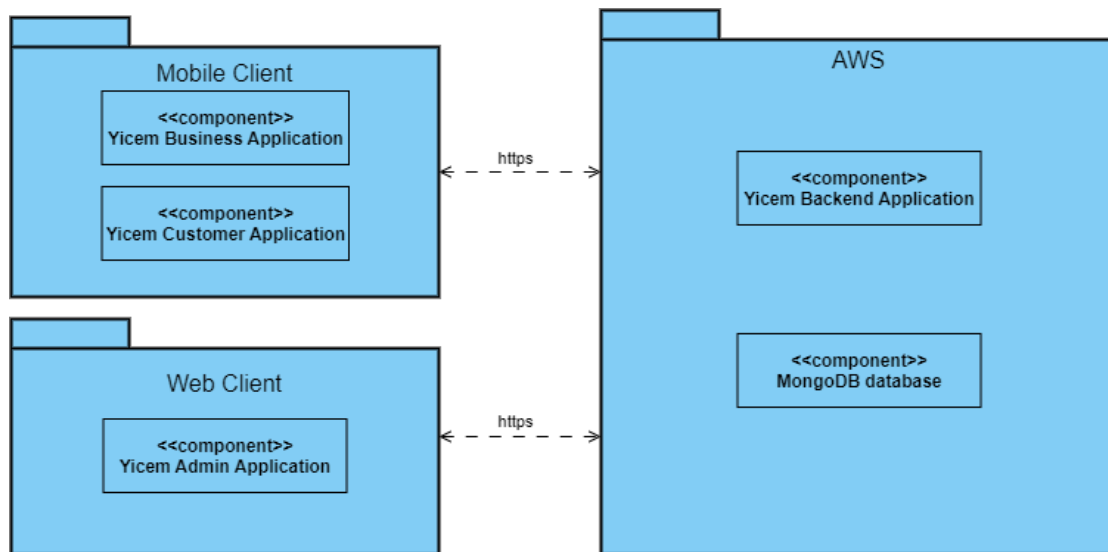 Mobile Client
<<component>>
Yicem Business Application
<<component>>
Yicem Customer Application
https
AWS
<<component>>
Yicem Backend Application
<<component>>
MongoDB database
Web Client
<<component>>
Yicem Admin Application
https